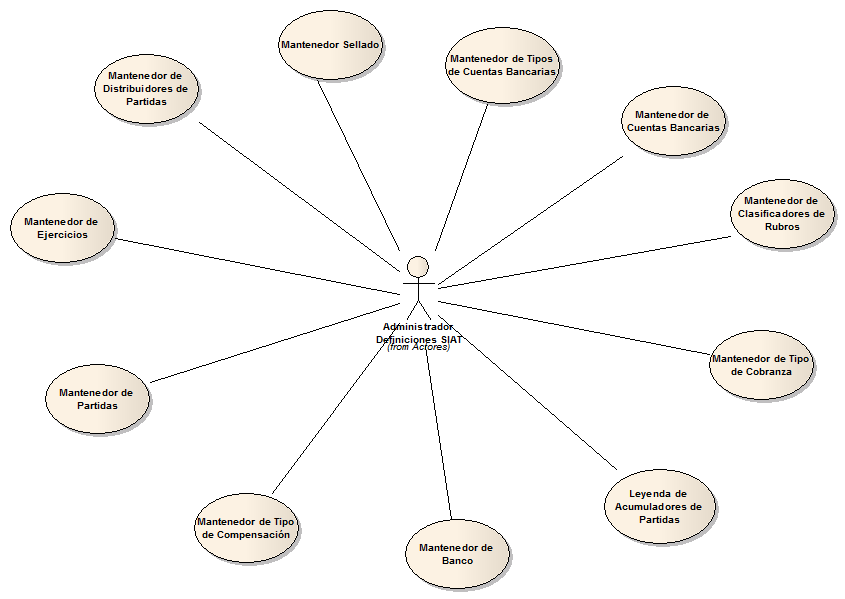 Mantenedor Sellado
Mantenedor de Tipos
de Cuentas Bancarias
Mantenedor de
Distribuidores de
Partidas
Mantenedor de
Cuentas Bancarias
Mantenedor de
Clasificadores de
Rubros
Mantenedor de
Ejercicios
Administrador
Definiciones SIAT
(from Actores)
Mantenedor de Tipo
de Cobranza
Mantenedor de
Partidas
Leyenda de
Acumuladores de
Partidas
Mantenedor de Tipo
de Compensación
Mantenedor de
Banco